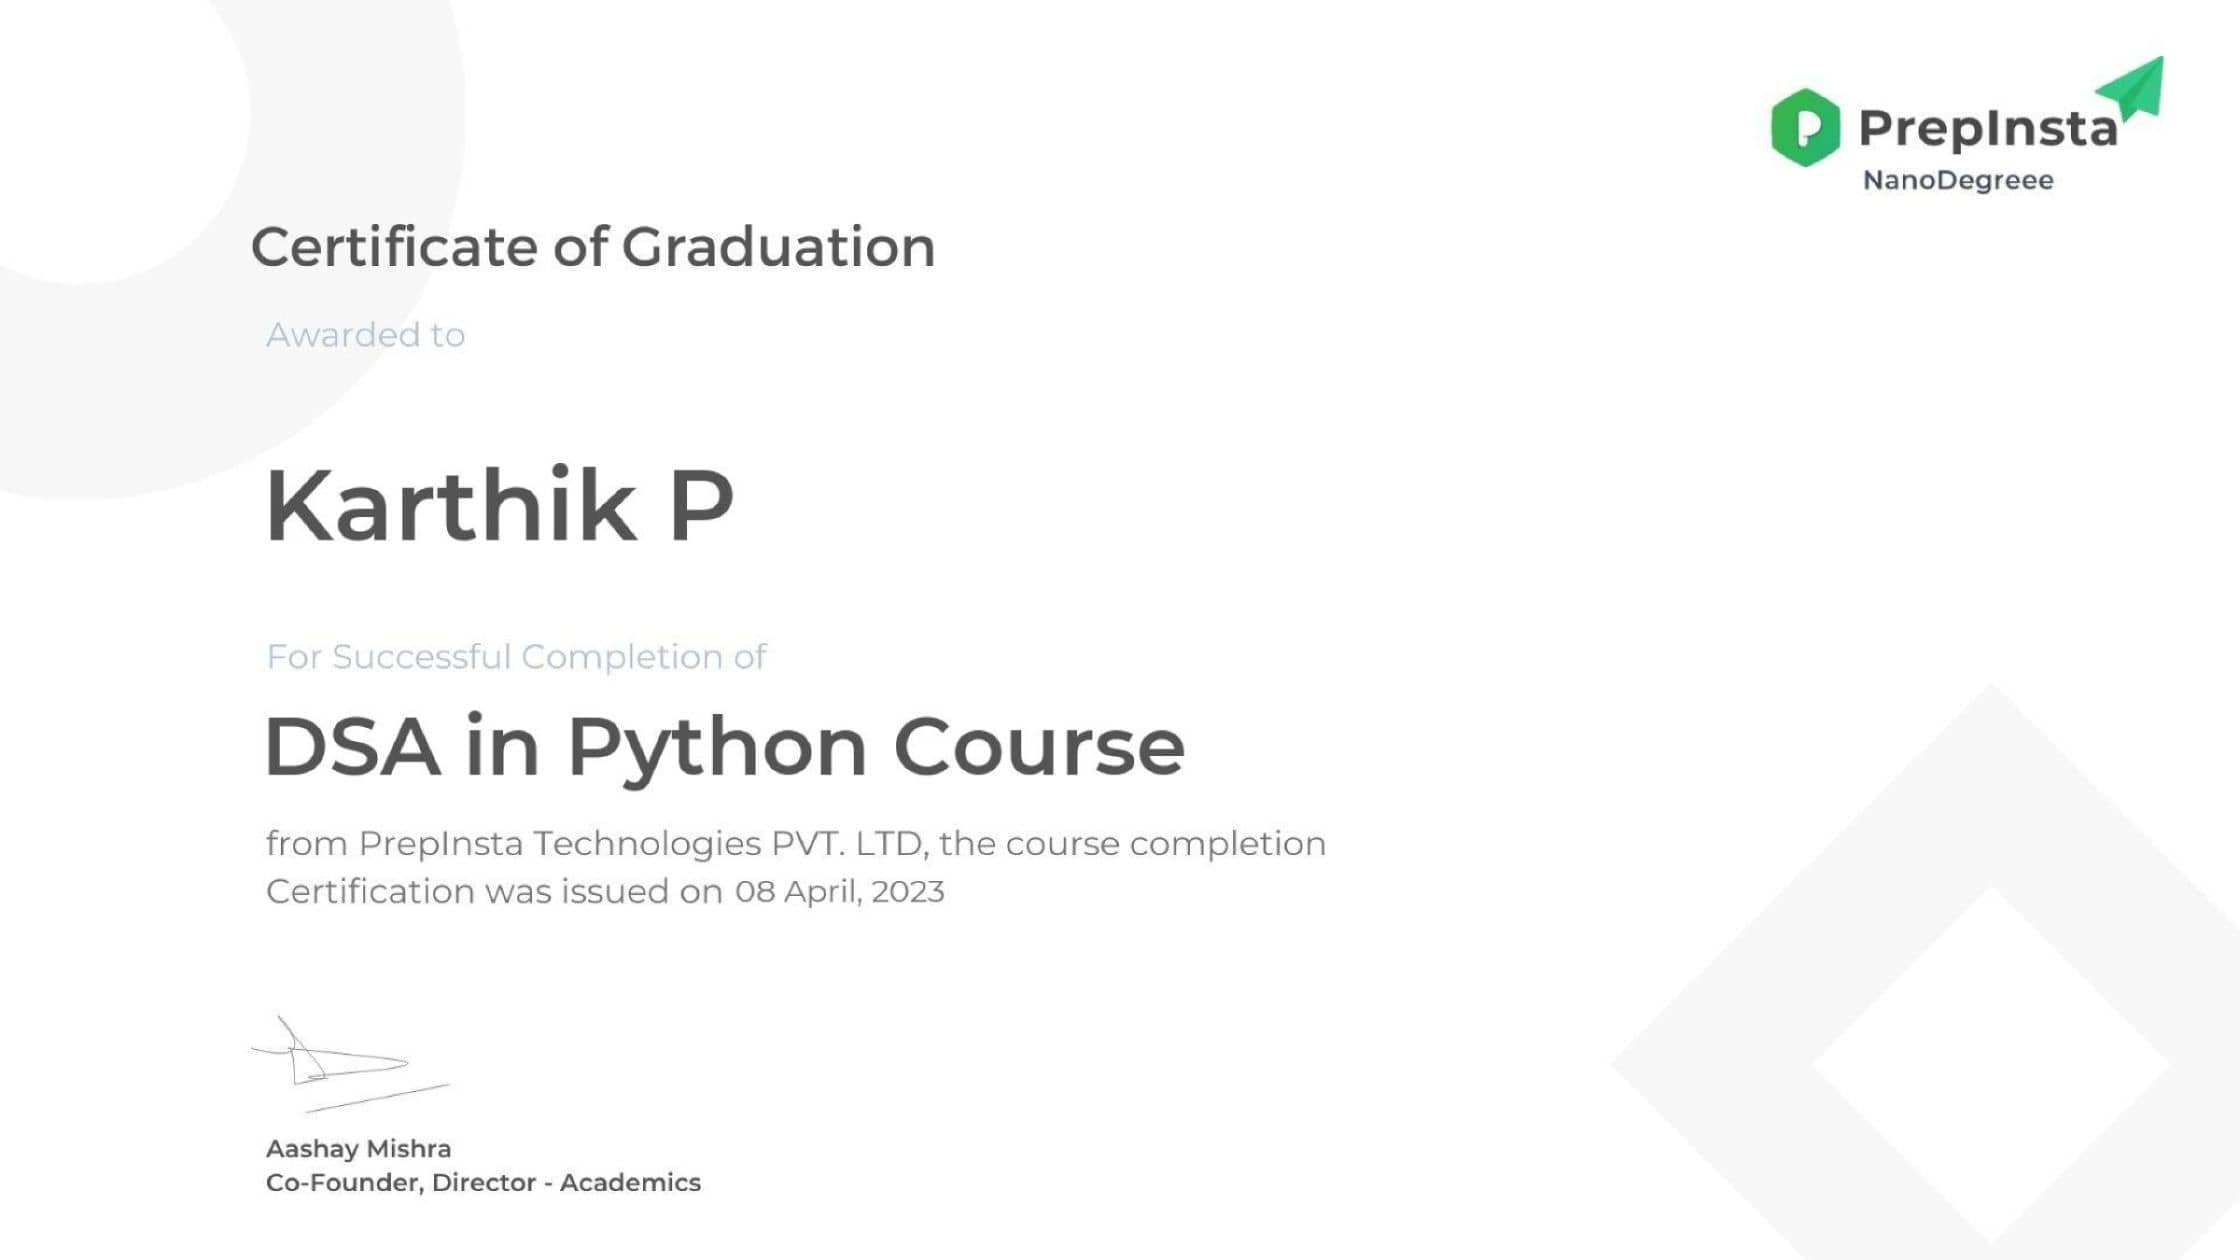 PrepInsta
NanoDegreee
Certificate of Graduation
Awarded to
Karthik P
For Successful Completion of
DSA in Python Course
from PrepInsta Technologies PVT. LTD, the course completion
Certification was issued on 08 April, 2023
Aashay Mishra
Co-Founder, Director - Academics